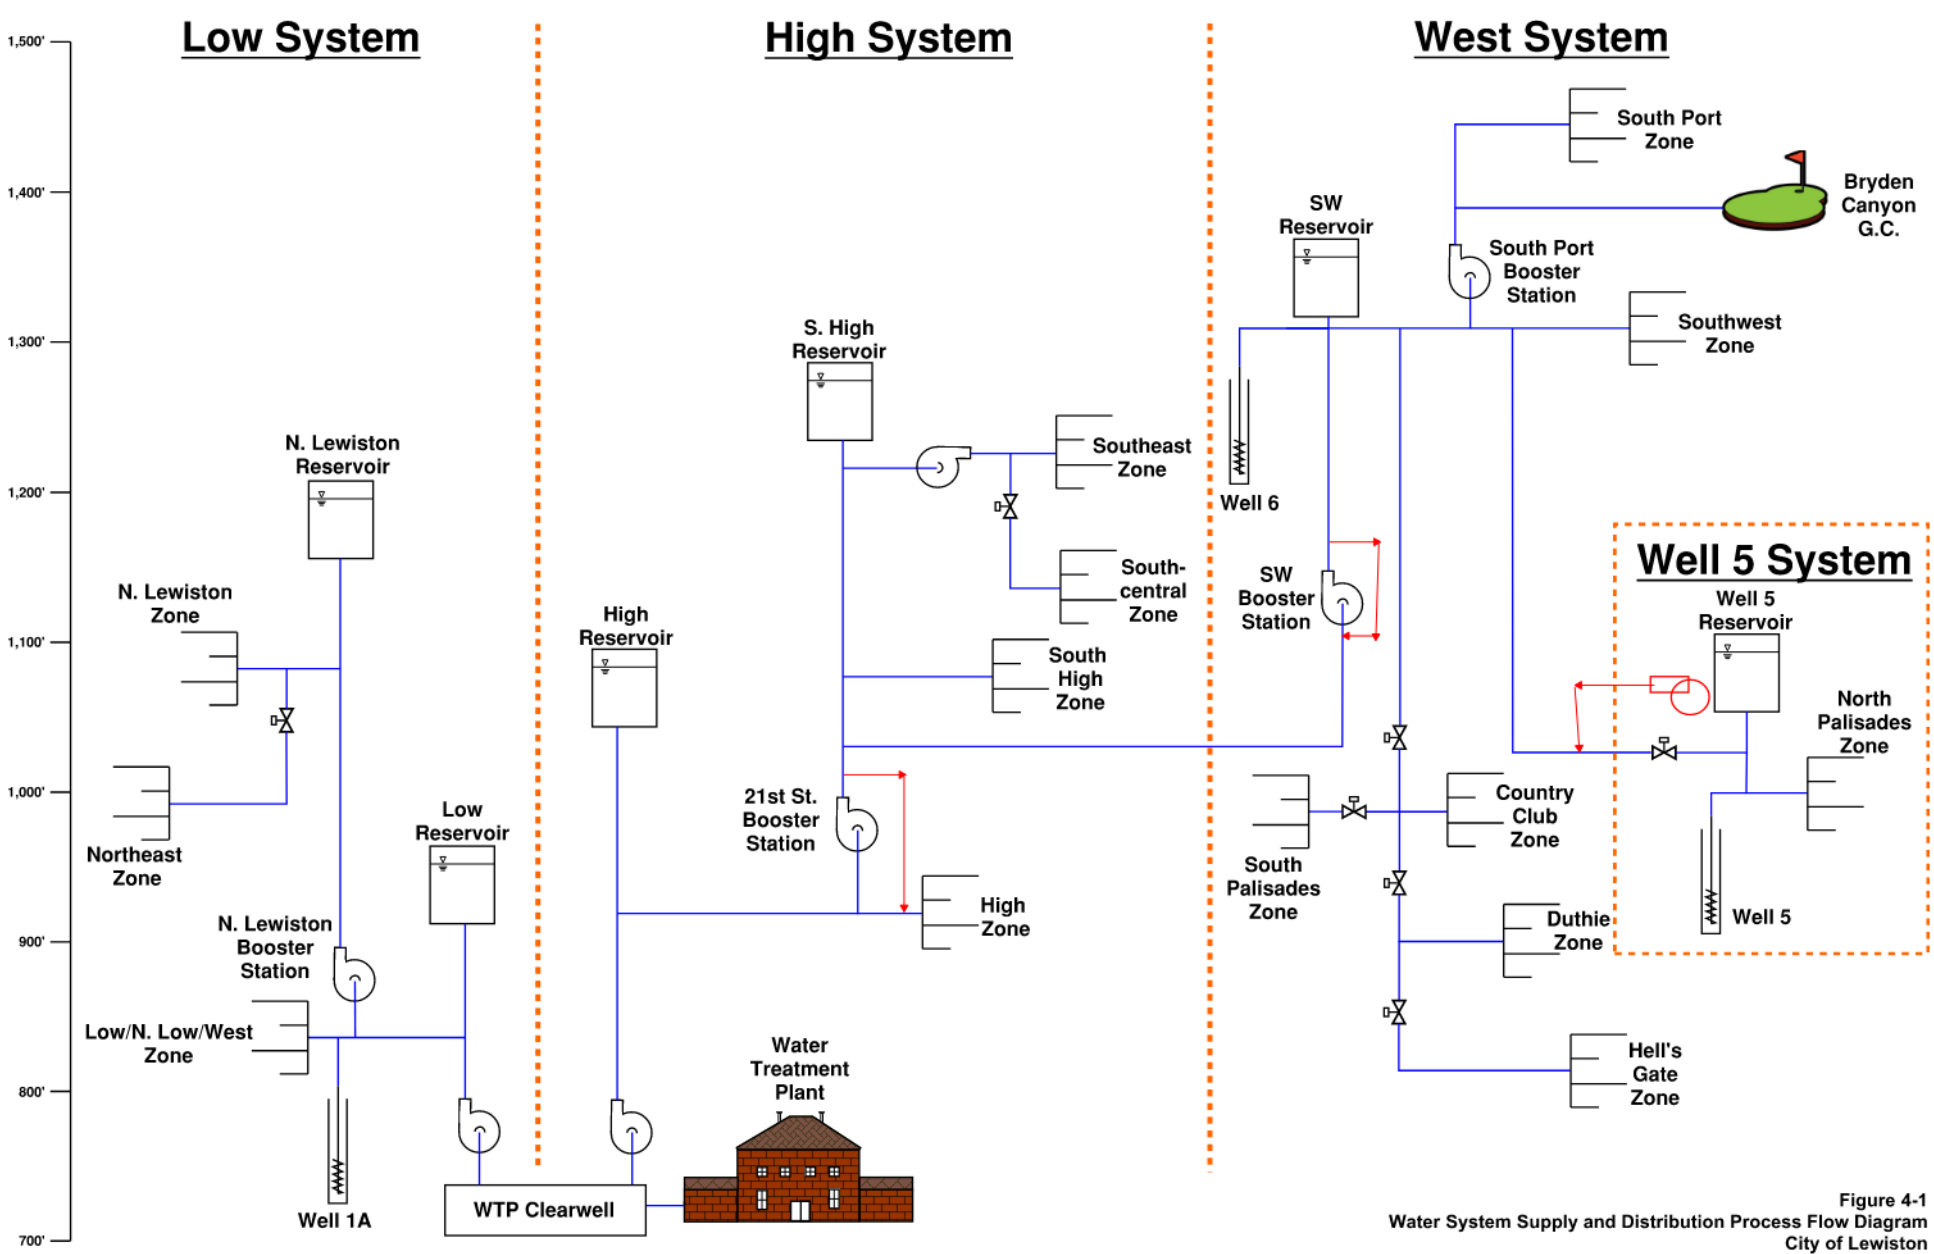 Low System
High System
West System
1,500'
1,400'
1,300'
1,200'
1,100'
1,000'
900'
800'
700'
N. Lewiston
Reservoir
N. Lewiston
Zone
Northeast
Zone
Low
Reservoir
N. Lewiston
Booster
Station
Low/N. Low/West
Zone
Well 1A
WTP Clearwell
Water
Treatment
Plant
High
Reservoir
S. High
Reservoir
Southeast
Zone
South-
central
Zone
South
High
Zone
21st St.
Booster
Station
High
Zone
South Port
Zone
Bryden
Canyon
G.C.
SW
Reservoir
South Port
Booster
Station
Southwest
Zone
Well 6
SW
Booster
Station
Well 5 System
Well 5
Reservoir
North
Palisades
Zone
Well 5
South
Palisades
Zone
Country
Club
Zone
Duthie
Zone
Hell's
Gate
Zone
Figure 4-1
Water System Supply and Distribution Process Flow Diagram
City of Lewiston